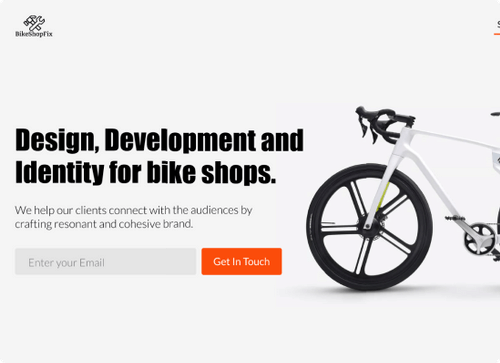 BikeShopFix
Design, Development and
Identity for bike shops.
We help our clients connect with the audiences by
crafting resonant and cohesive brand.
Enter your Email
Get In Touch